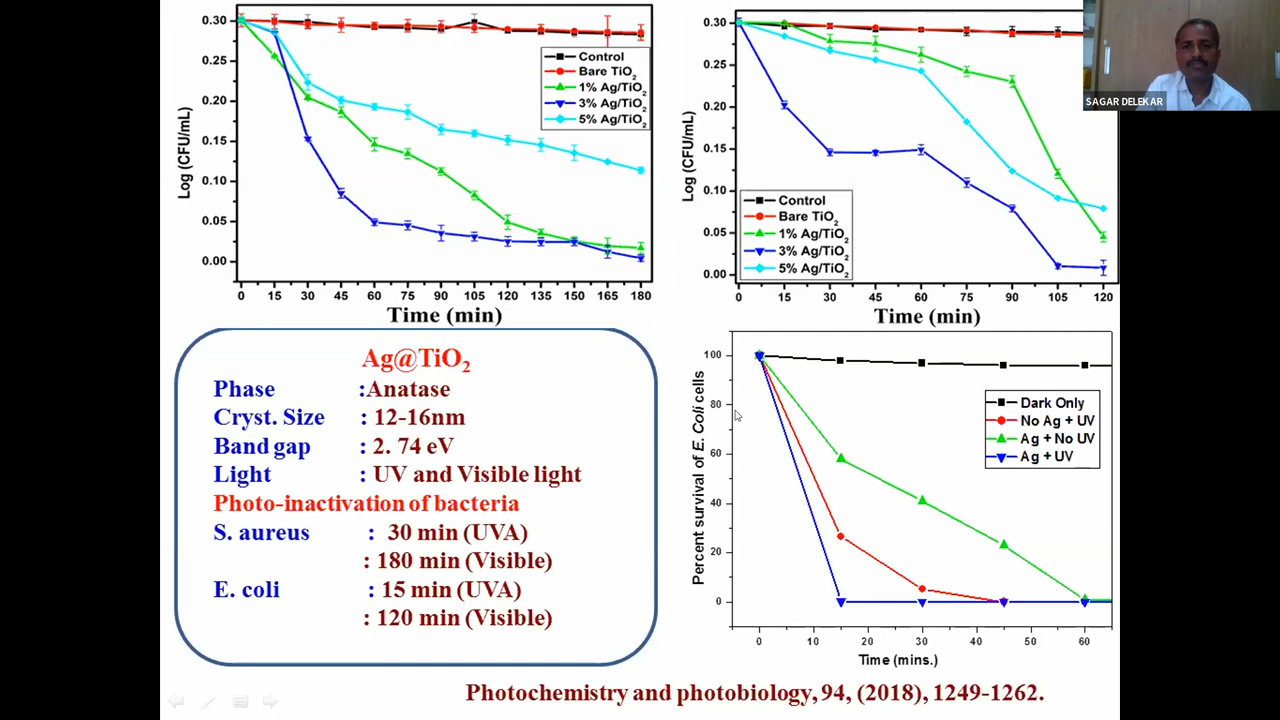 0.30
0.25
0.20
0.15
0.10
0.05
0.00
Log (CFU/mL)
Control
Bare TiO2
1% Ag/TiO2
3% Ag/TiO2
5% Ag/TiO2
0 15 30 45 60 75 90 105 120 135 150 165 180
Time (min)
0.30
0.25
0.20
0.15
0.10
0.05
0.00
Log (CFU/mL)
Control
Bare TiO2
1% Ag/TiO2
3% Ag/TiO2
5% Ag/TiO2
0 15 30 45 60 75 90 105 120
Time (min)
SAGAR DELEKAR
Ag@TiO2
Phase :Anatase
Cryst. Size : 12-16nm
Band gap : 2. 74 eV
Light : UV and Visible light
Photo-inactivation of bacteria
S. aureus : 30 min (UVA)
: 180 min (Visible)
E. coli : 15 min (UVA)
: 120 min (Visible)
100
80
60
40
20
0
Percent survival of E. Coli cells
Dark Only
No Ag + UV
Ag + No UV
Ag + UV
0 10 20 30 40 50 60
Time (mins.)
Photochemistry and photobiology, 94, (2018), 1249-1262.